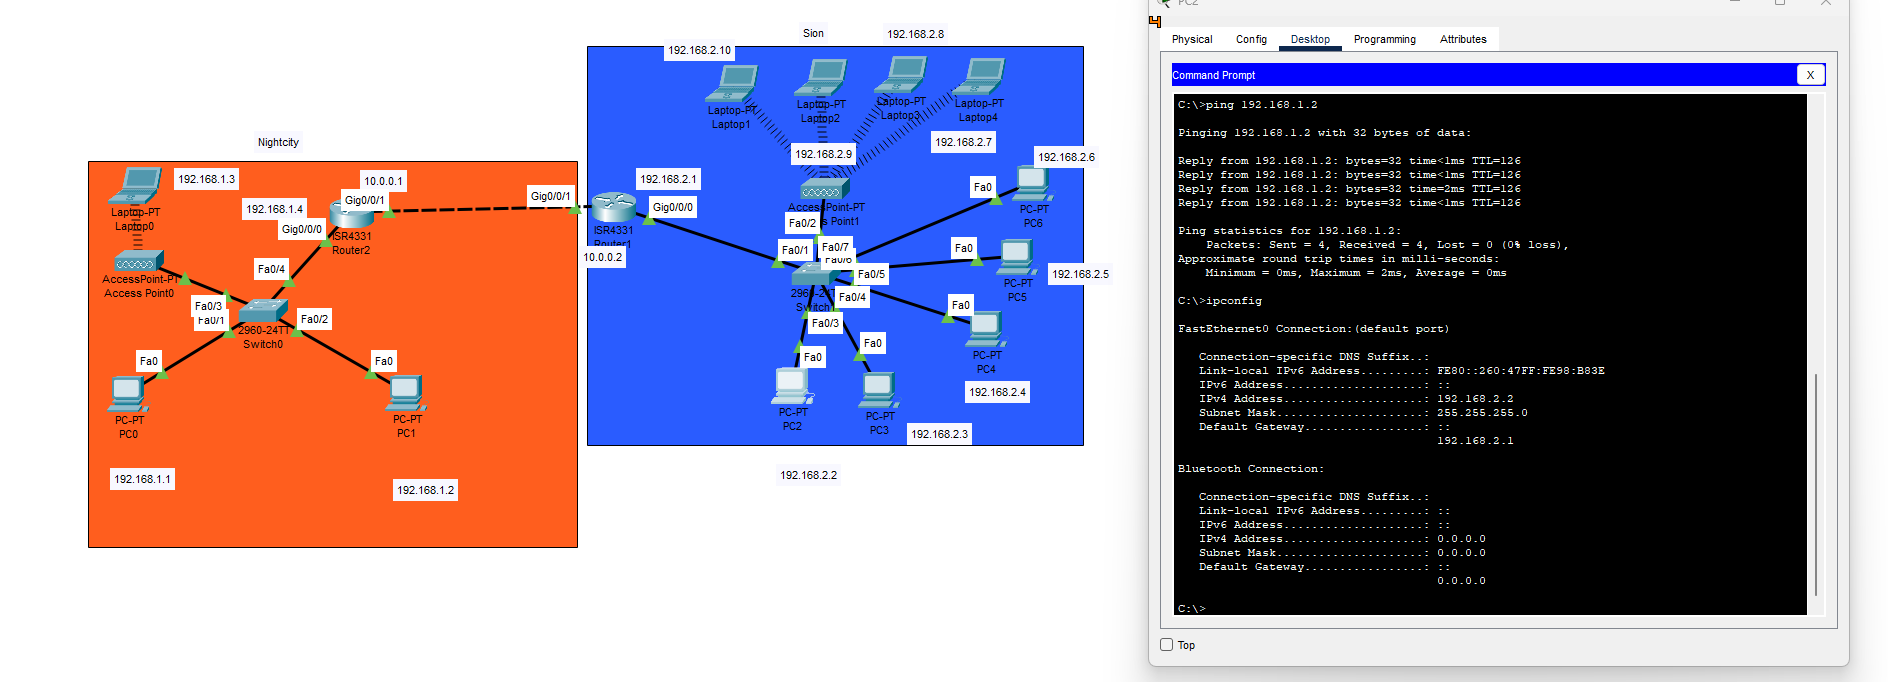 Nightcity
192.168.1.3
10.0.0.1
Laptop-PT
Laptop0
192.168.1.4
Gig0/0/1
Gig0/0/0
ISR4331
Router2
AccessPoint-PT
Access Point0
Fa0/4
Fa0/3
Fa0/1
Fa0/2
2960-24TT
Switch0
Fa0
Fa0
PC-PT
PC0
PC-PT
PC1
192.168.1.1
192.168.1.2
Sion
192.168.2.10
192.168.2.8
Laptop-PT
Laptop1
Laptop-PT
Laptop2
Laptop-PT
Laptop3
Laptop-PT
Laptop4
192.168.2.9
192.168.2.7
192.168.2.6
Gig0/0/1
192.168.2.1
Gig0/0/0
ISR4331
Router1
10.0.0.2
AccessPoint-PT
s Point1
Fa0/2
Fa0/1
Fa0/7
Fa0/6
Fa0/5
Fa0/4
Fa0/3
2960-24T
Switch
Fa0
PC-PT
PC6
Fa0
PC-PT
PC5
192.168.2.5
Fa0
PC-PT
PC4
192.168.2.4
Fa0
PC-PT
PC3
192.168.2.3
Fa0
PC-PT
PC2
192.168.2.2
PC2
Physical Config Desktop Programming Attributes
Command Prompt
X
C:\>ping 192.168.1.2
Pinging 192.168.1.2 with 32 bytes of data:
Reply from 192.168.1.2: bytes=32 time<1ms TTL=126
Reply from 192.168.1.2: bytes=32 time<1ms TTL=126
Reply from 192.168.1.2: bytes=32 time=2ms TTL=126
Reply from 192.168.1.2: bytes=32 time<1ms TTL=126
Ping statistics for 192.168.1.2:
Packets: Sent = 4, Received = 4, Lost = 0 (0% loss),
Approximate round trip times in milli-seconds:
Minimum = 0ms, Maximum = 2ms, Average = 0ms
C:\>ipconfig
FastEthernet0 Connection:(default port)
Connection-specific DNS Suffix..:
Link-local IPv6 Address.........: FE80::260:47FF:FE98:B83E
IPv6 Address....................: ::
IPv4 Address....................: 192.168.2.2
Subnet Mask.....................: 255.255.255.0
Default Gateway.................: ::
192.168.2.1
Bluetooth Connection:
Connection-specific DNS Suffix..:
Link-local IPv6 Address.........: ::
IPv6 Address....................: ::
IPv4 Address....................: 0.0.0.0
Subnet Mask.....................: 0.0.0.0
Default Gateway.................: ::
0.0.0.0
C:\>
Top